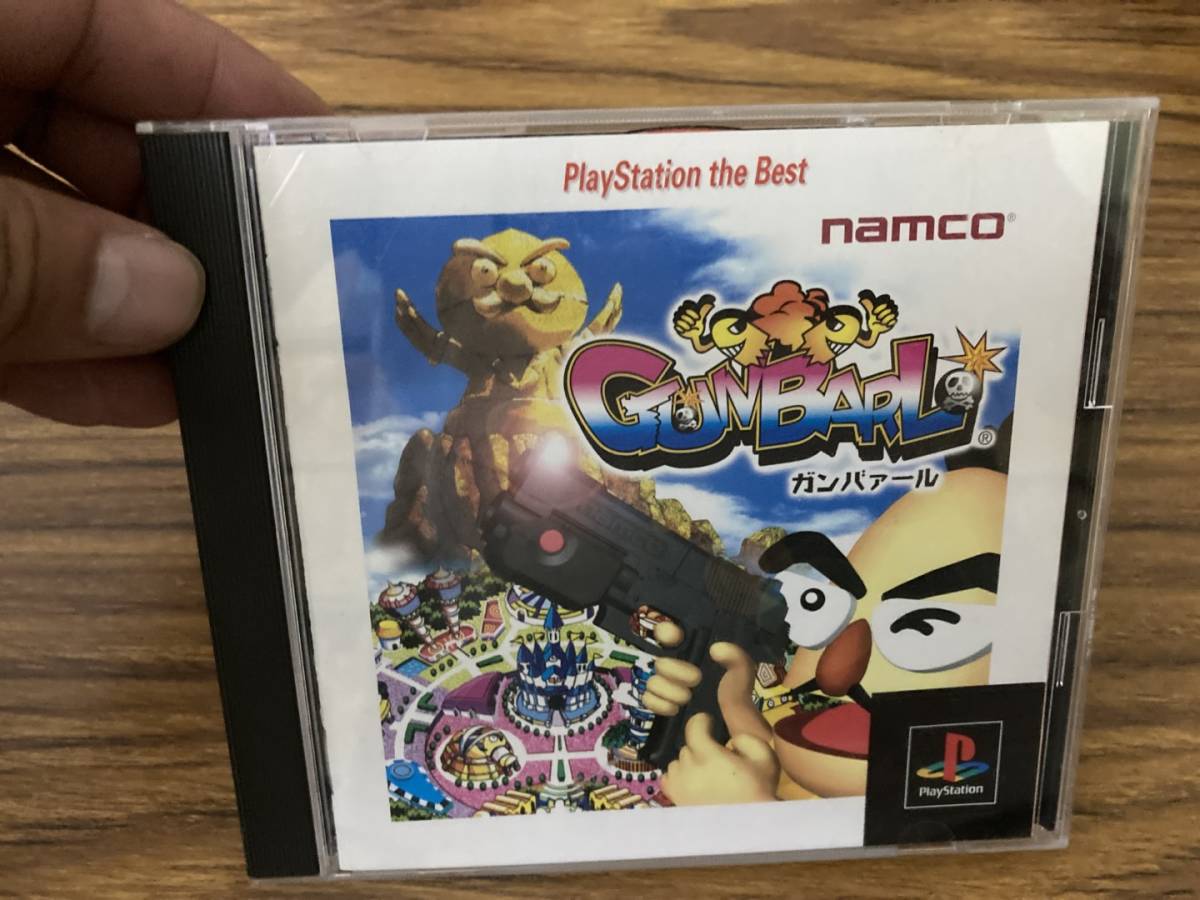 PlayStation the Best
namco®
GUNBARL
®
ガンバァール
PlayStation